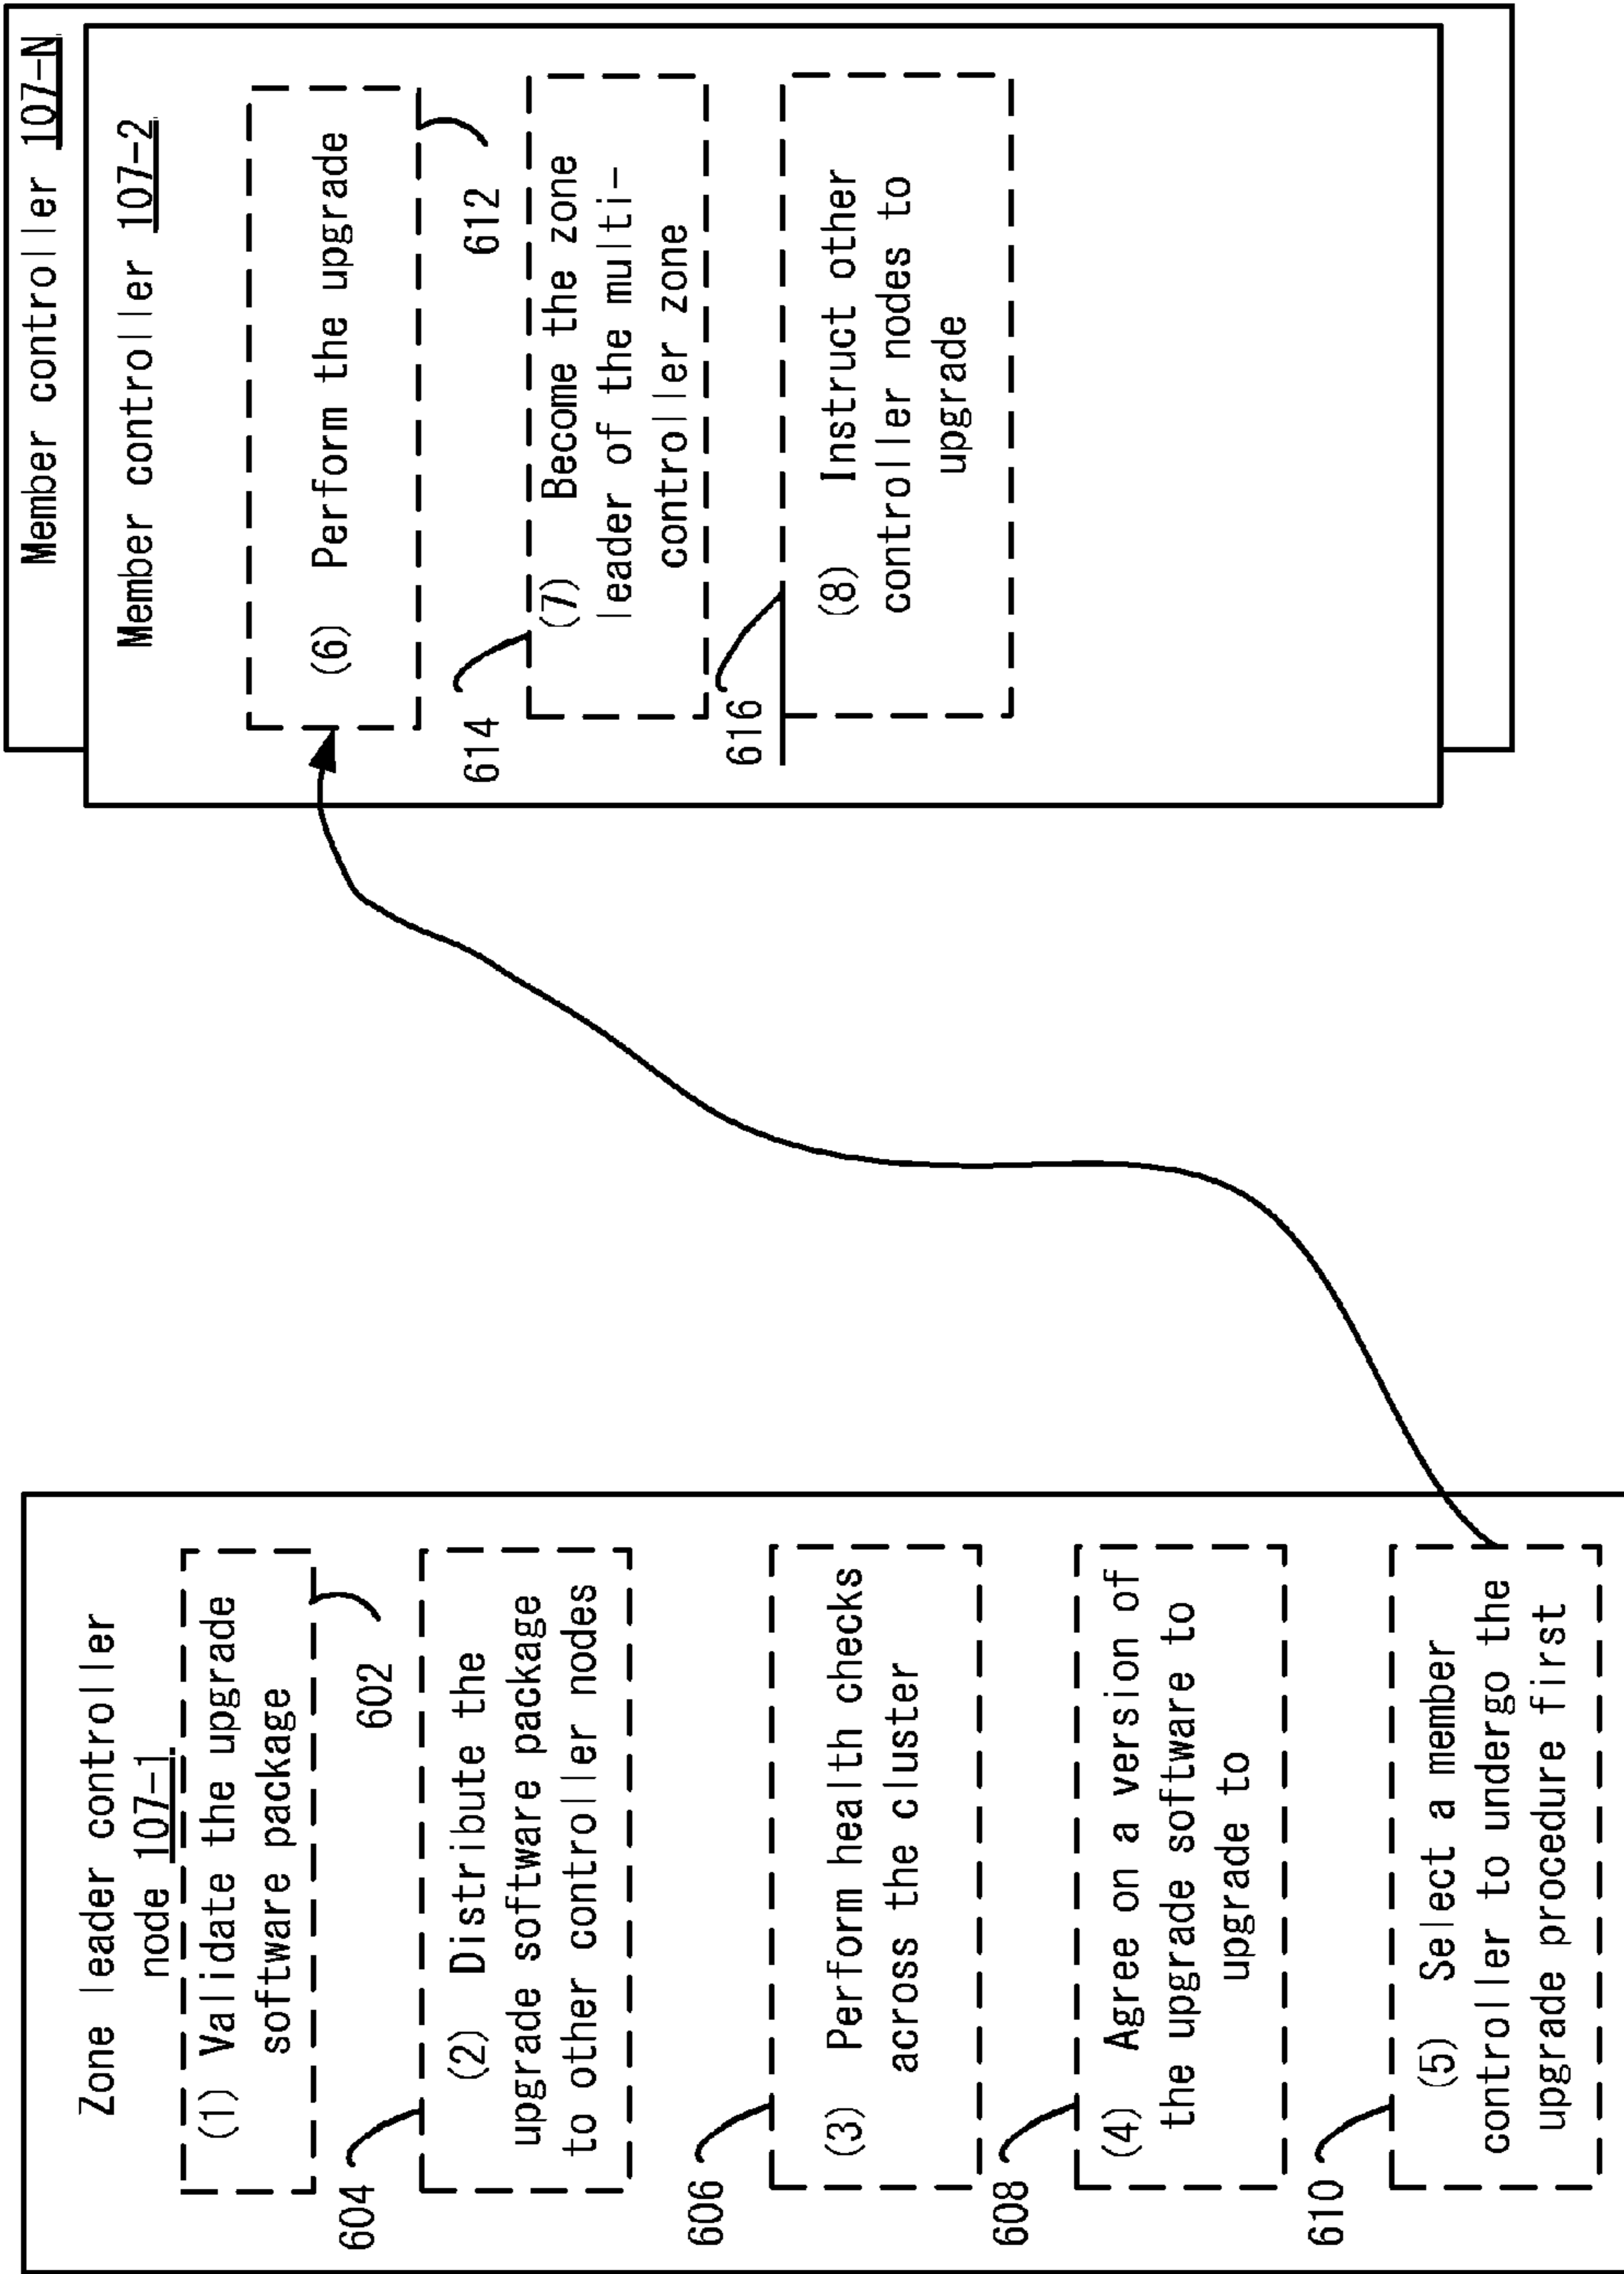 Zone leader controller
node 107-1
(1) Validate the upgrade
software package
602
604
(2) Distribute the
upgrade software package
to other controller nodes
606
(3) Perform health checks
across the cluster
608
(4) Agree on a version of
the upgrade software to
upgrade to
610
(5) Select a member
controller to undergo the
upgrade procedure first
Member controller 107-N
Member controller 107-2
(6) Perform the upgrade
612
614
(7) Become the zone
leader of the multi-
controller zone
616
(8) Instruct other
controller nodes to
upgrade